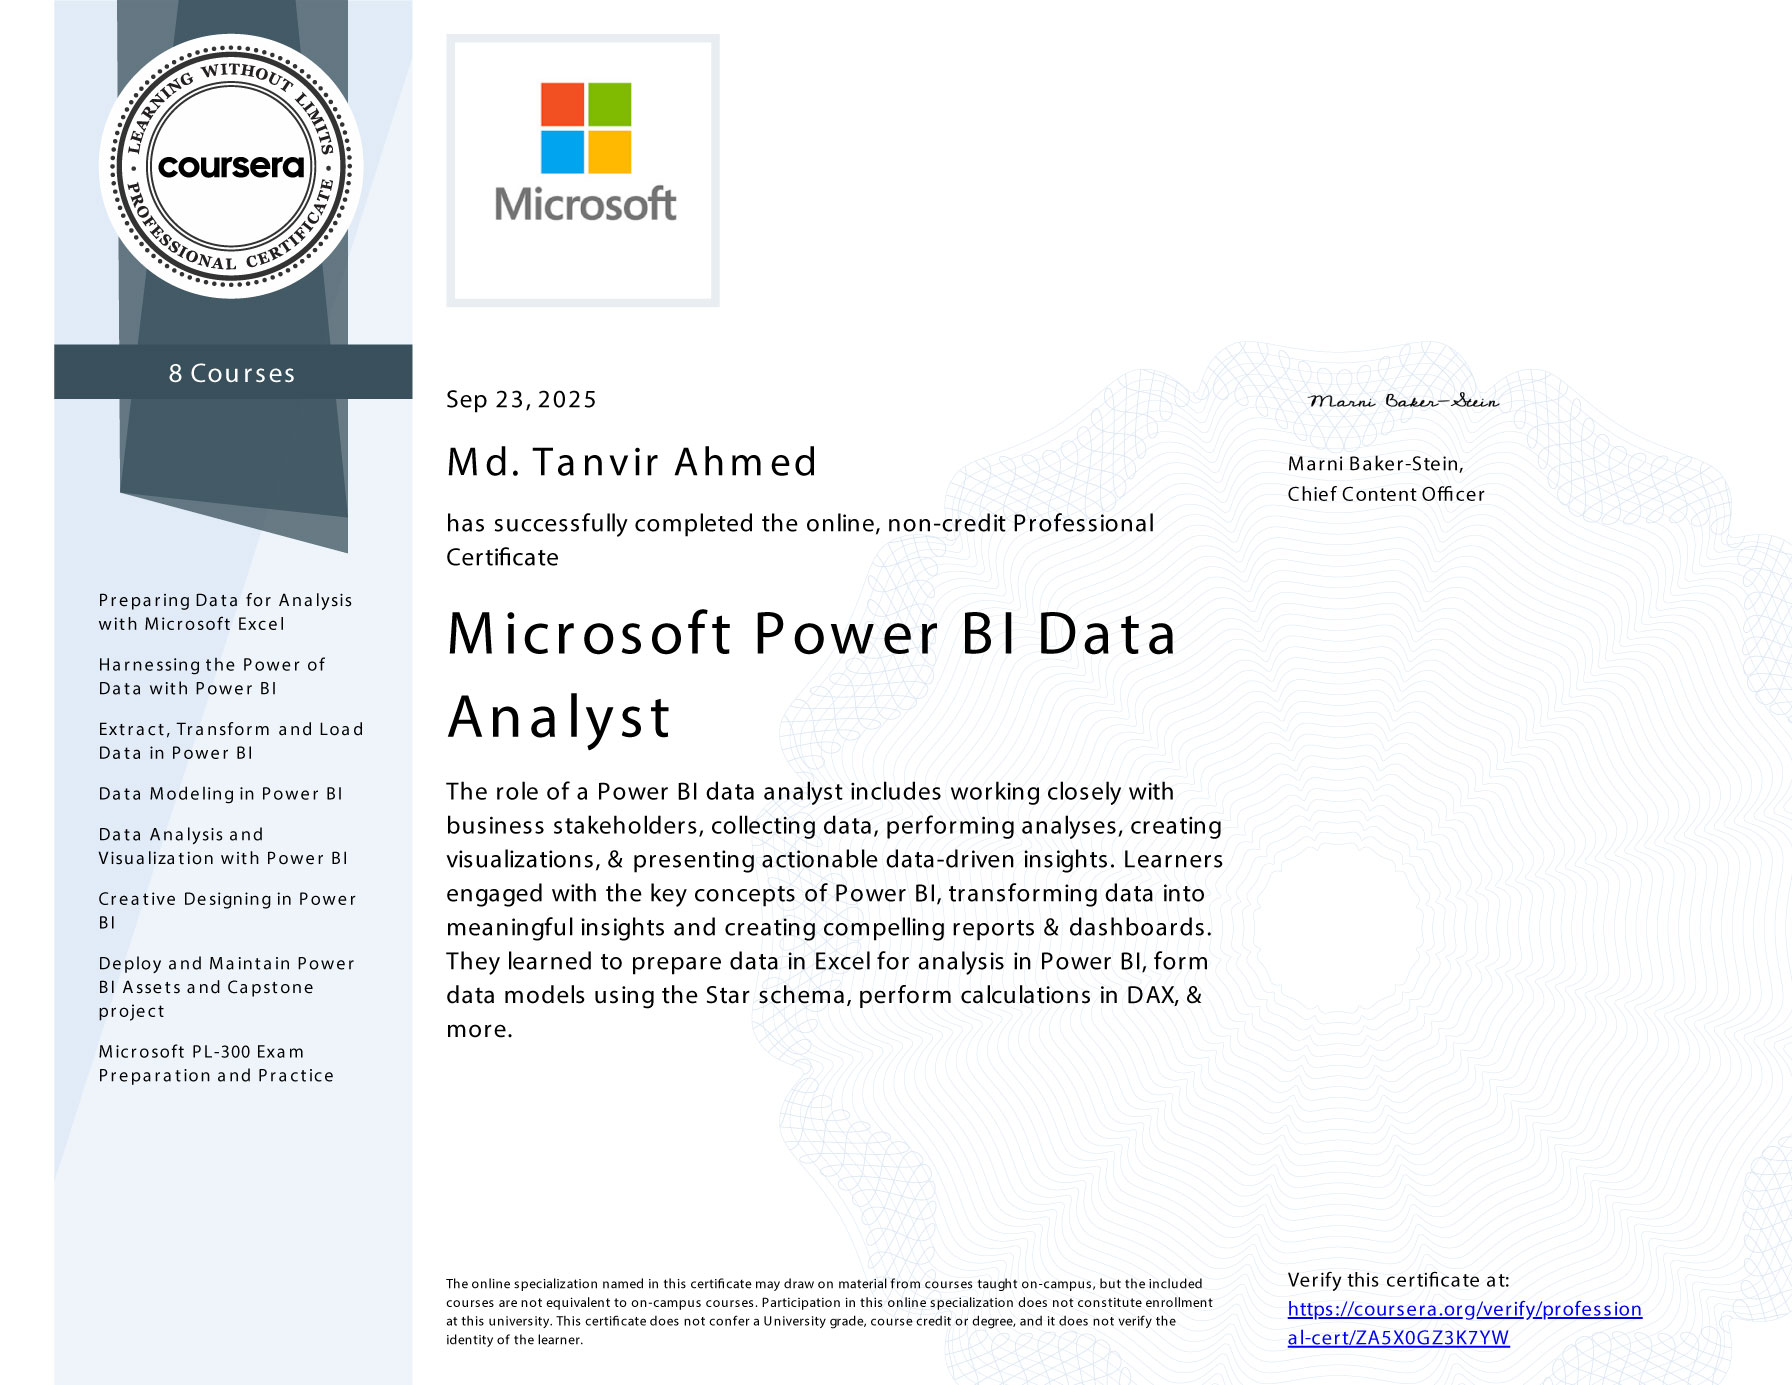 LEARNING WITHOUT LIMITS
coursera
PROFESSIONAL CERTIFICATE
8 Courses
Preparing Data for Analysis
with Microsoft Excel
Harnessing the Power of
Data with Power BI
Extract, Transform and Load
Data in Power BI
Data Modeling in Power BI
Data Analysis and
Visualization with Power BI
Creative Designing in Power
BI
Deploy and Maintain Power
BI Assets and Capstone
project
Microsoft PL-300 Exam
Preparation and Practice
Microsoft
Sep 23, 2025
Md. Tanvir Ahmed
has successfully completed the online, non-credit Professional
Certificate
Microsoft Power BI Data
Analyst
The role of a Power BI data analyst includes working closely with
business stakeholders, collecting data, performing analyses, creating
visualizations, & presenting actionable data-driven insights. Learners
engaged with the key concepts of Power BI, transforming data into
meaningful insights and creating compelling reports & dashboards.
They learned to prepare data in Excel for analysis in Power BI, form
data models using the Star schema, perform calculations in DAX, &
more.
The online specialization named in this certificate may draw on material from courses taught on-campus, but the included
courses are not equivalent to on-campus courses. Participation in this online specialization does not constitute enrollment
at this university. This certificate does not confer a University grade, course credit or degree, and it does not verify the
identity of the learner.
Marni Baker-Stein
Marni Baker-Stein,
Chief Content Officer
Verify this certificate at:
https://coursera.org/verify/profession
al-cert/ZA5X0GZ3K7YW